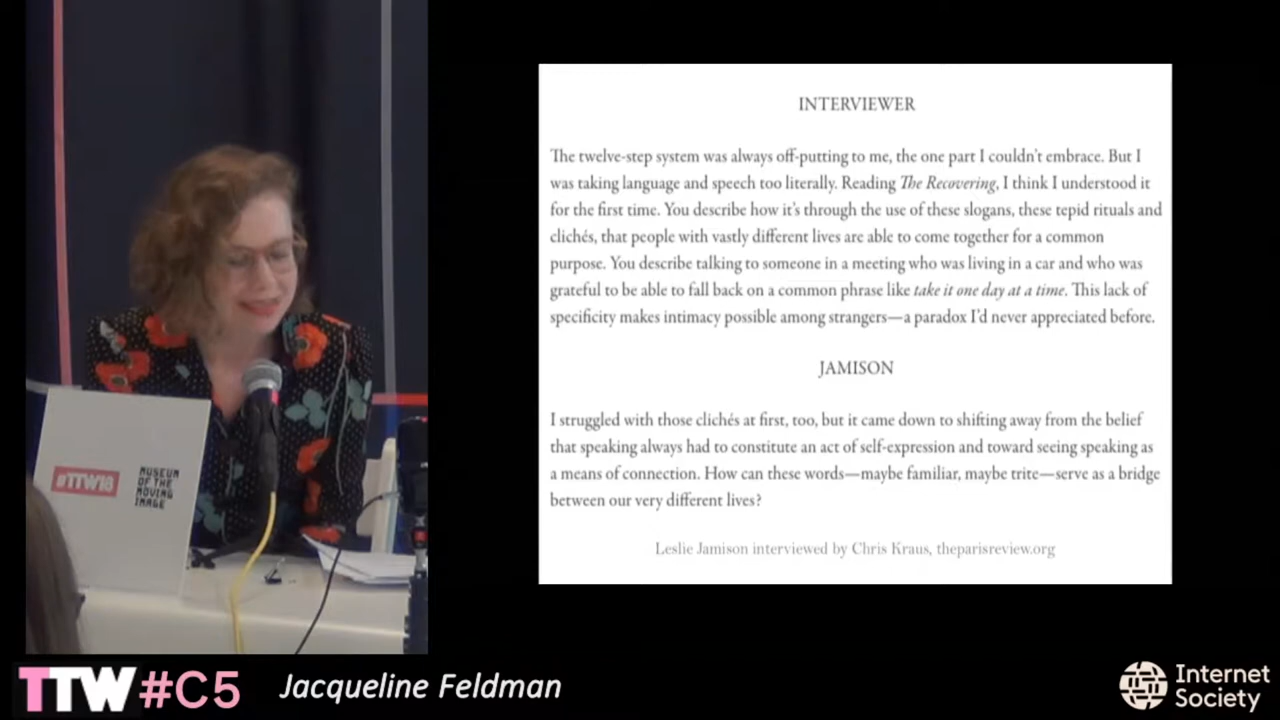 INTERVIEWER
The twelve-step system was always off-putting to me, the one part I couldn't embrace. But I
was taking language and speech too literally. Reading The Recovering, I think I understood it
for the first time. You describe how it's through the use of these slogans, these tepid rituals and
clichés, that people with vastly different lives are able to come together for a common
purpose. You describe talking to someone in a meeting who was living in a car and who was
grateful to be able to fall back on a common phrase like take it one day at a time. This lack of
specificity makes intimacy possible among strangers—a paradox I'd never appreciated before.
JAMISON
I struggled with those clichés at first, too, but it came down to shifting away from the belief
that speaking always had to constitute an act of self-expression and toward seeing speaking as
a means of connection. How can these words—maybe familiar, maybe trite—serve as a bridge
between our very different lives?
Leslie Jamison interviewed by Chris Kraus, theparisreview.org
#TTW18
MUSEUM
OF THE
MOVING
IMAGE
TTW #C5
Jacqueline Feldman
Internet
Society